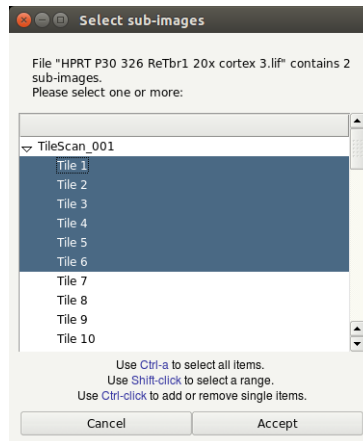 Select sub-images
File "HPRT P30 326 ReTbr1 20x cortex 3.lif" contains 2
sub-images.
Please select one or more:
TileScan_001
Tile 1
Tile 2
Tile 3
Tile 4
Tile 5
Tile 6
Tile 7
Tile 8
Tile 9
Tile 10
Use Ctrl-a to select all items.
Use Shift-click to select a range.
Use Ctrl-click to add or remove single items.
Cancel Accept